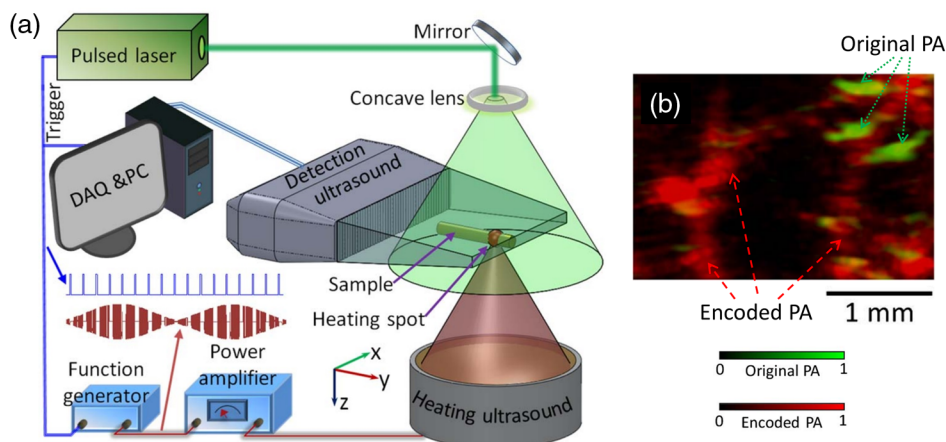 (a)
Pulsed laser
Mirror
Concave lens
Trigger
DAQ &PC
Detection
ultrasound
Sample
Heating spot
Function
generator
Power
amplifier
x
y
z
Heating ultrasound
Original PA
(b)
Encoded PA
1 mm
0 Original PA 1
0 Encoded PA 1